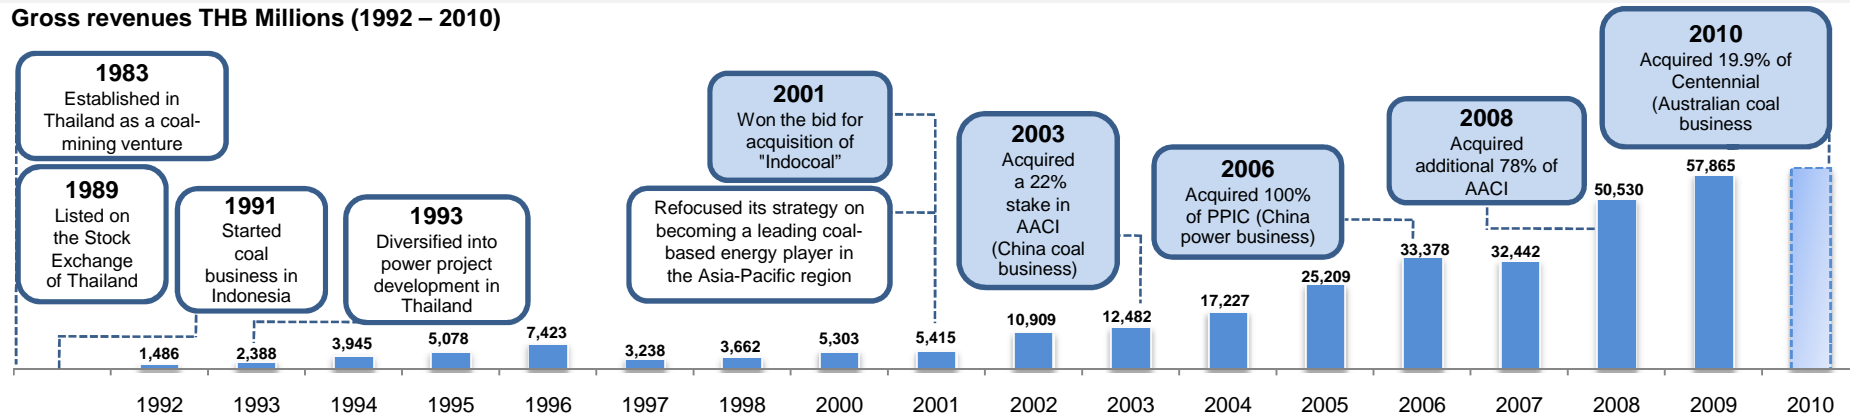 Gross revenues THB Millions (1992 – 2010)
1983
Established in
Thailand as a coal-
mining venture
1989
Listed on
the Stock
Exchange
of Thailand
1991
Started
coal
business in
Indonesia
1993
Diversified into
power project
development in
Thailand
2001
Won the bid for
acquisition of
"Indocoal”
Refocused its strategy on
becoming a leading coal-
based energy player in
the Asia-Pacific region
2003
Acquired
a 22%
stake in
AACI
(China coal
business)
2006
Acquired 100%
of PPIC (China
power business)
2008
Acquired
additional 78% of
AACI
2010
Acquired 19.9% of
Centennial
(Australian coal
business
1,486
2,388
3,945
5,078
7,423
3,238
3,662
5,303
5,415
10,909
12,482
17,227
25,209
33,378
32,442
50,530
57,865
1992
1993
1994
1995
1996
1997
1998
2000
2001
2002
2003
2004
2005
2006
2007
2008
2009
2010